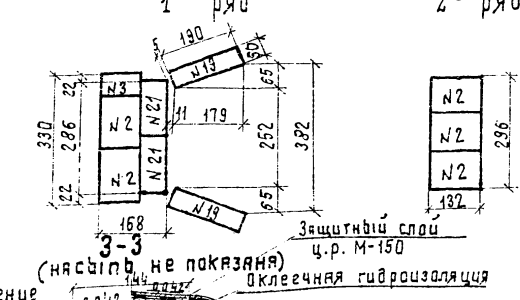 1 ряд
2 ряд
190
50
5
N19
65
22
N3
N2
N21
11
179
330
286
252
382
N2
N21
22
65
N19
168
N2
N2
N2
296
132
3-3
(насыпь не показана)
Защитный слой
ц.р. М-150
Оклеечная гидроизоляция